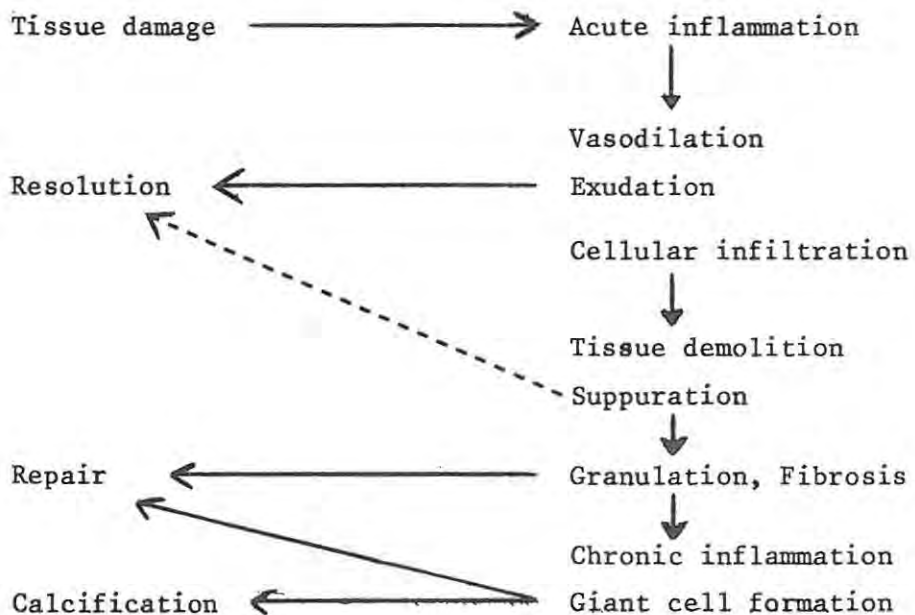 Tissue damage Acute inflammation
Vasodilation
Resolution Exudation
Cellular infiltration
Tissue demolition
Suppuration
Repair Granulation, Fibrosis
Chronic inflammation
Calcification Giant cell formation